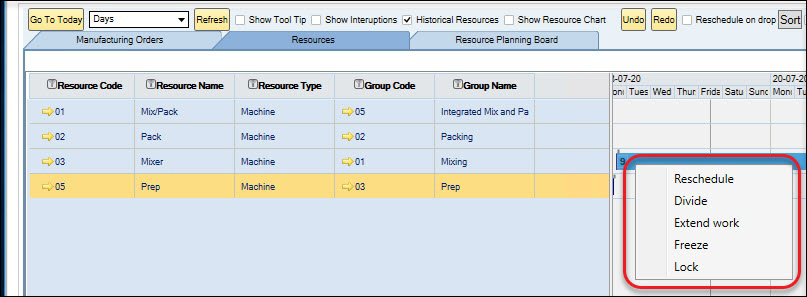 Go To Today Days Refresh Show Tool Tip Show Interuptions Historical Resources Show Resource Chart Undo Redo Reschedule on drop Sort
Manufacturing Orders Resources Resource Planning Board
Resource Code Resource Name Resource Type Group Code Group Name
-07-20 20-07-20
Tues Wed Thur Frid Satu Sund Mon Tu
01 Mix/Pack Machine 05 Integrated Mix and Pa
02 Pack Machine 02 Packing
03 Mixer Machine 01 Mixing 9
05 Prep Machine 03 Prep
Reschedule
Divide
Extend work
Freeze
Lock